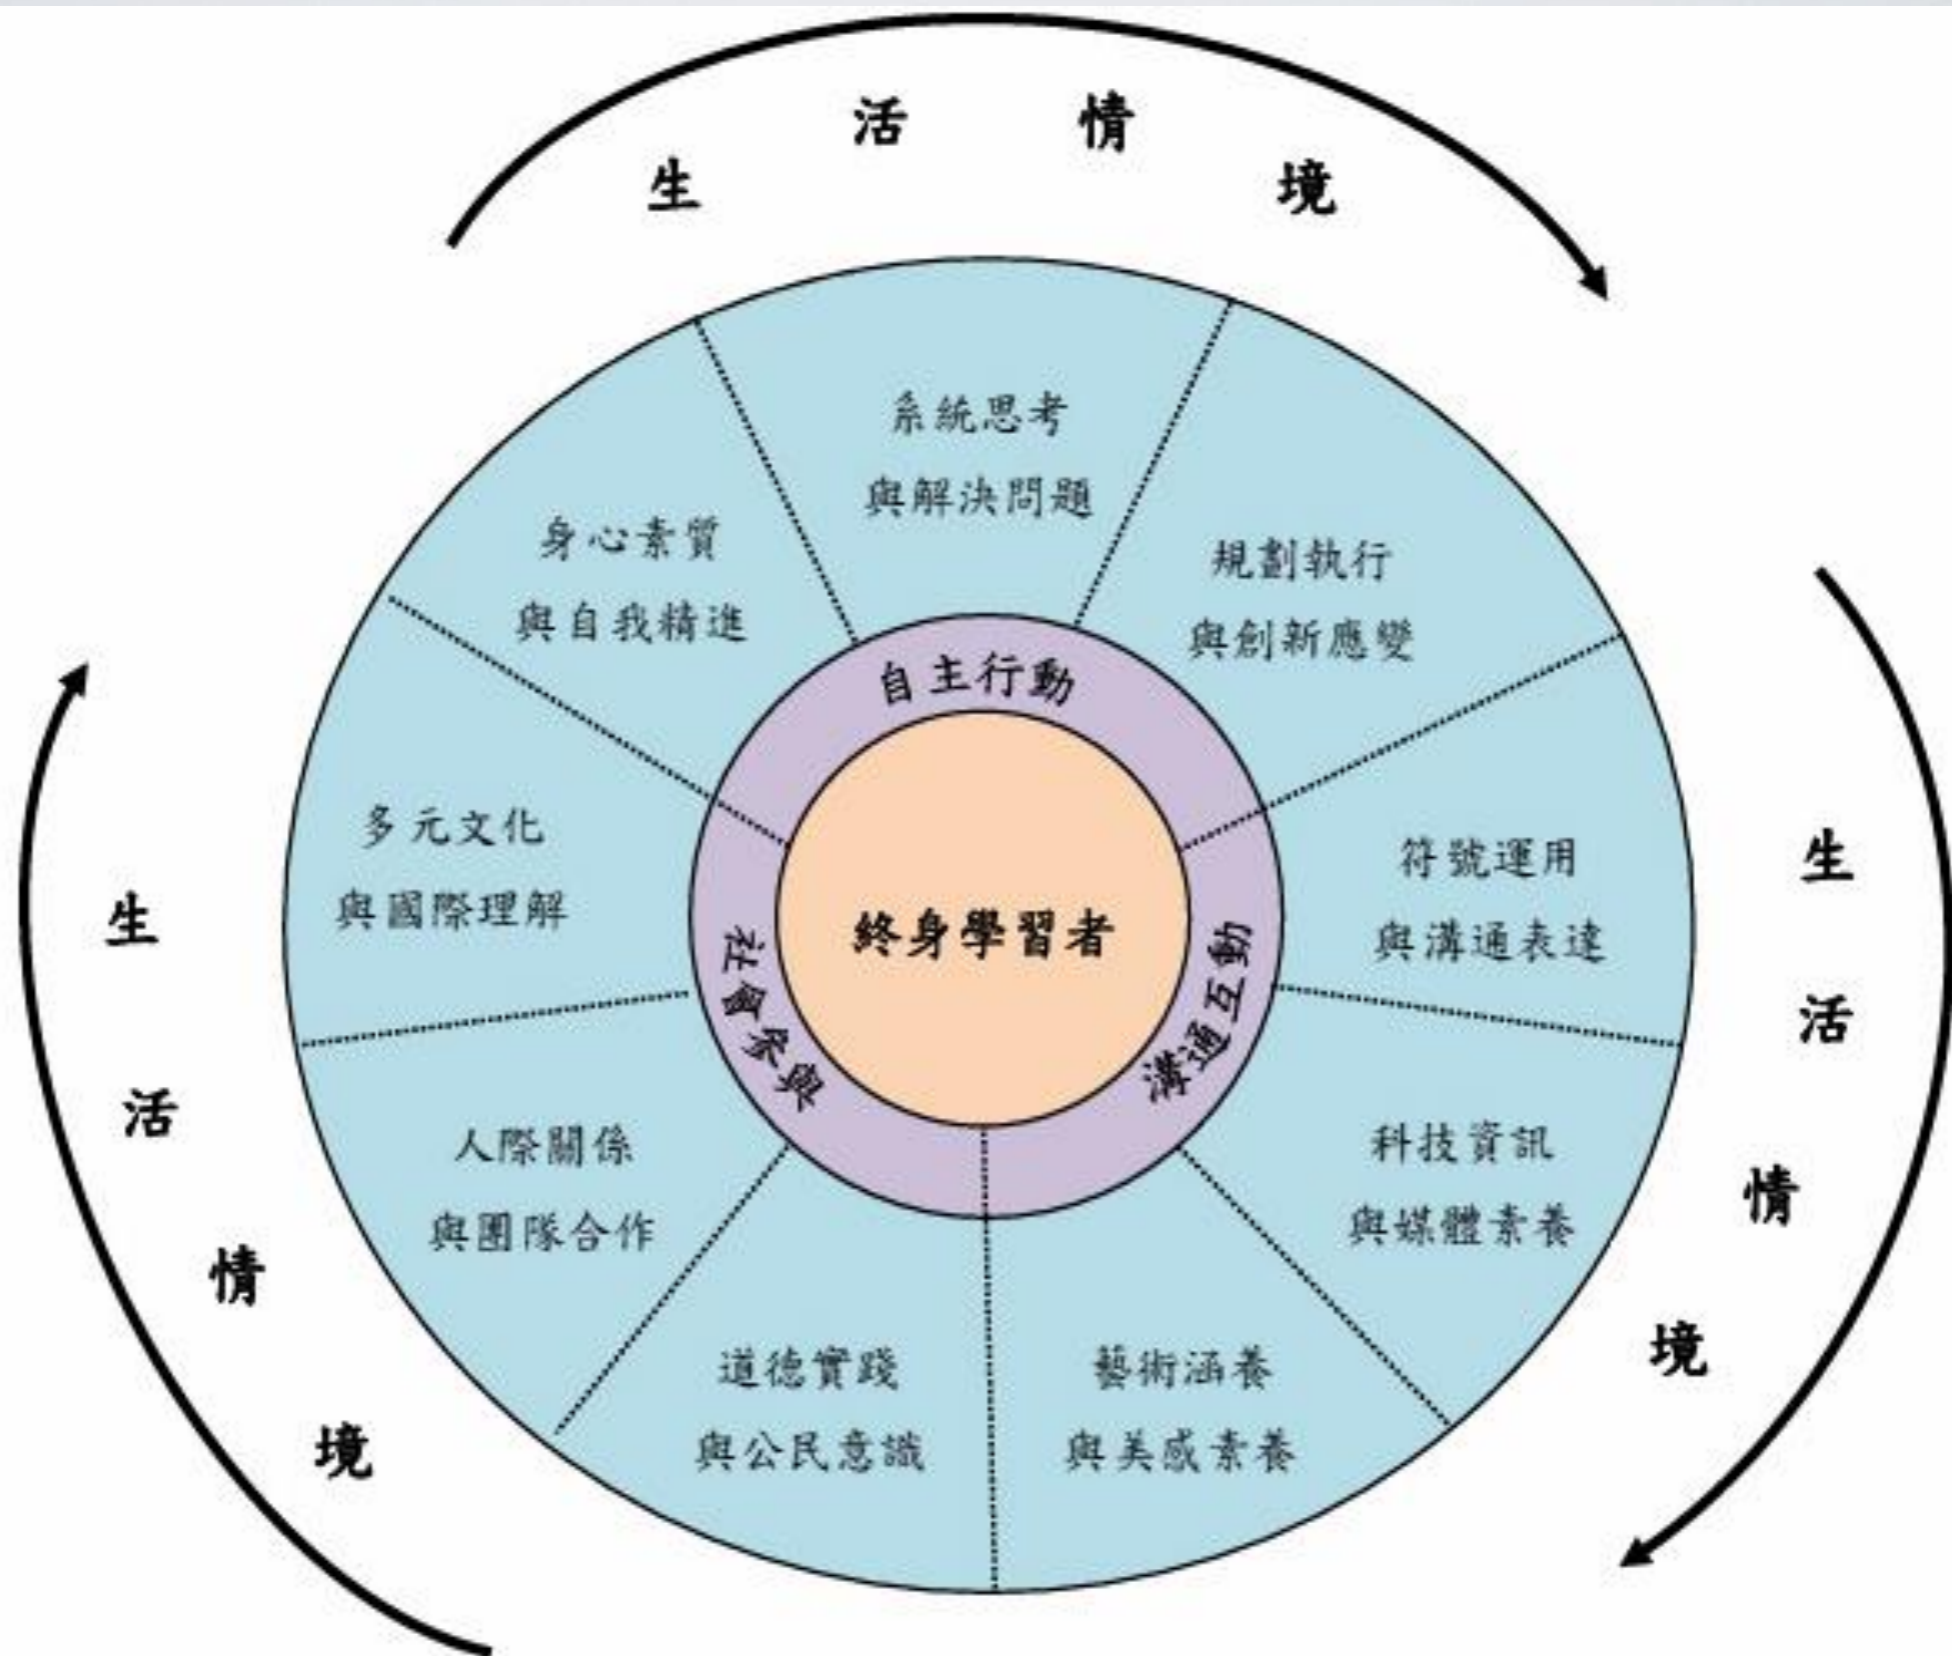 生活情境
系統思考
與解決問題
身心素質
與自我精進
規劃執行
與創新應變
自主行動
多元文化
與國際理解
終身學習者
符號運用
與溝通表達
社會參與
溝通互動
人際關係
與團隊合作
科技資訊
與媒體素養
道德實踐
與公民意識
藝術涵養
與美感素養
生活情境
生活情境